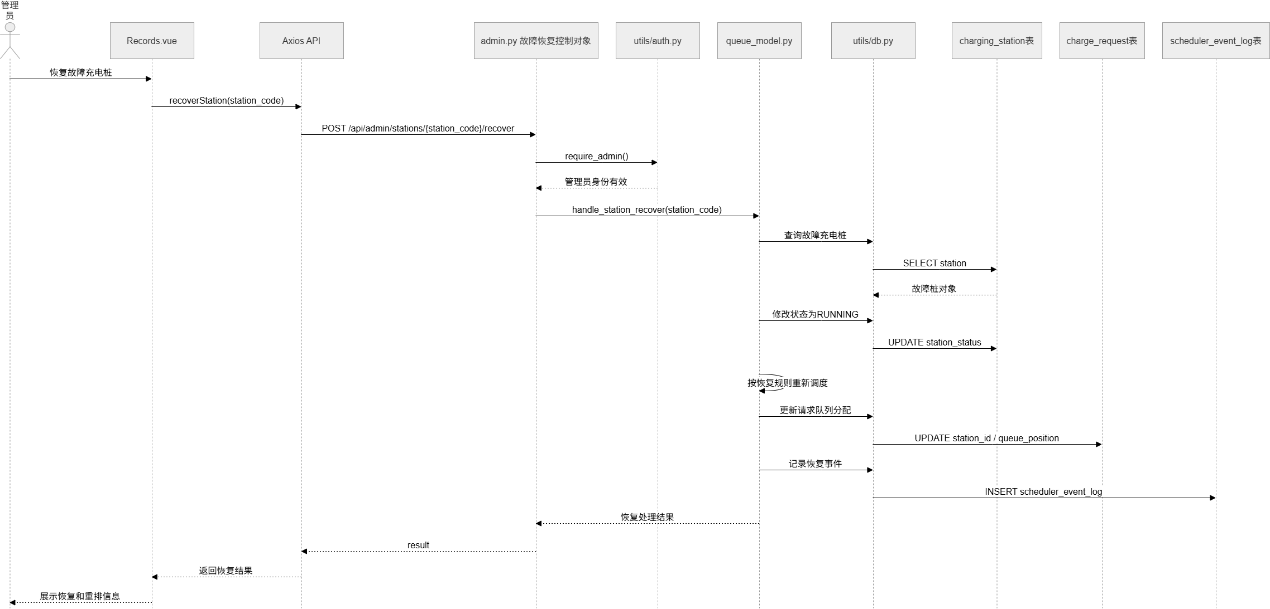 管理
员
Records.vue
Axios API
admin.py 故障恢复控制对象
utils/auth.py
queue_model.py
utils/db.py
charging_station表
charge_request表
scheduler_event_log表
恢复故障充电桩
recoverStation(station_code)
POST /api/admin/stations/{station_code}/recover
require_admin()
管理员身份有效
handle_station_recover(station_code)
查询故障充电桩
SELECT station
故障桩对象
修改状态为RUNNING
UPDATE station_status
按恢复规则重新调度
更新请求队列分配
UPDATE station_id / queue_position
记录恢复事件
INSERT scheduler_event_log
恢复处理结果
result
返回恢复结果
展示恢复和重排信息